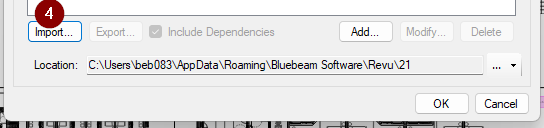 4
Import... Export... Include Dependencies Add... Modify... Delete
Location: C:\Users\beb083\AppData\Roaming\Bluebeam Software\Revu\21 ...
OK Cancel